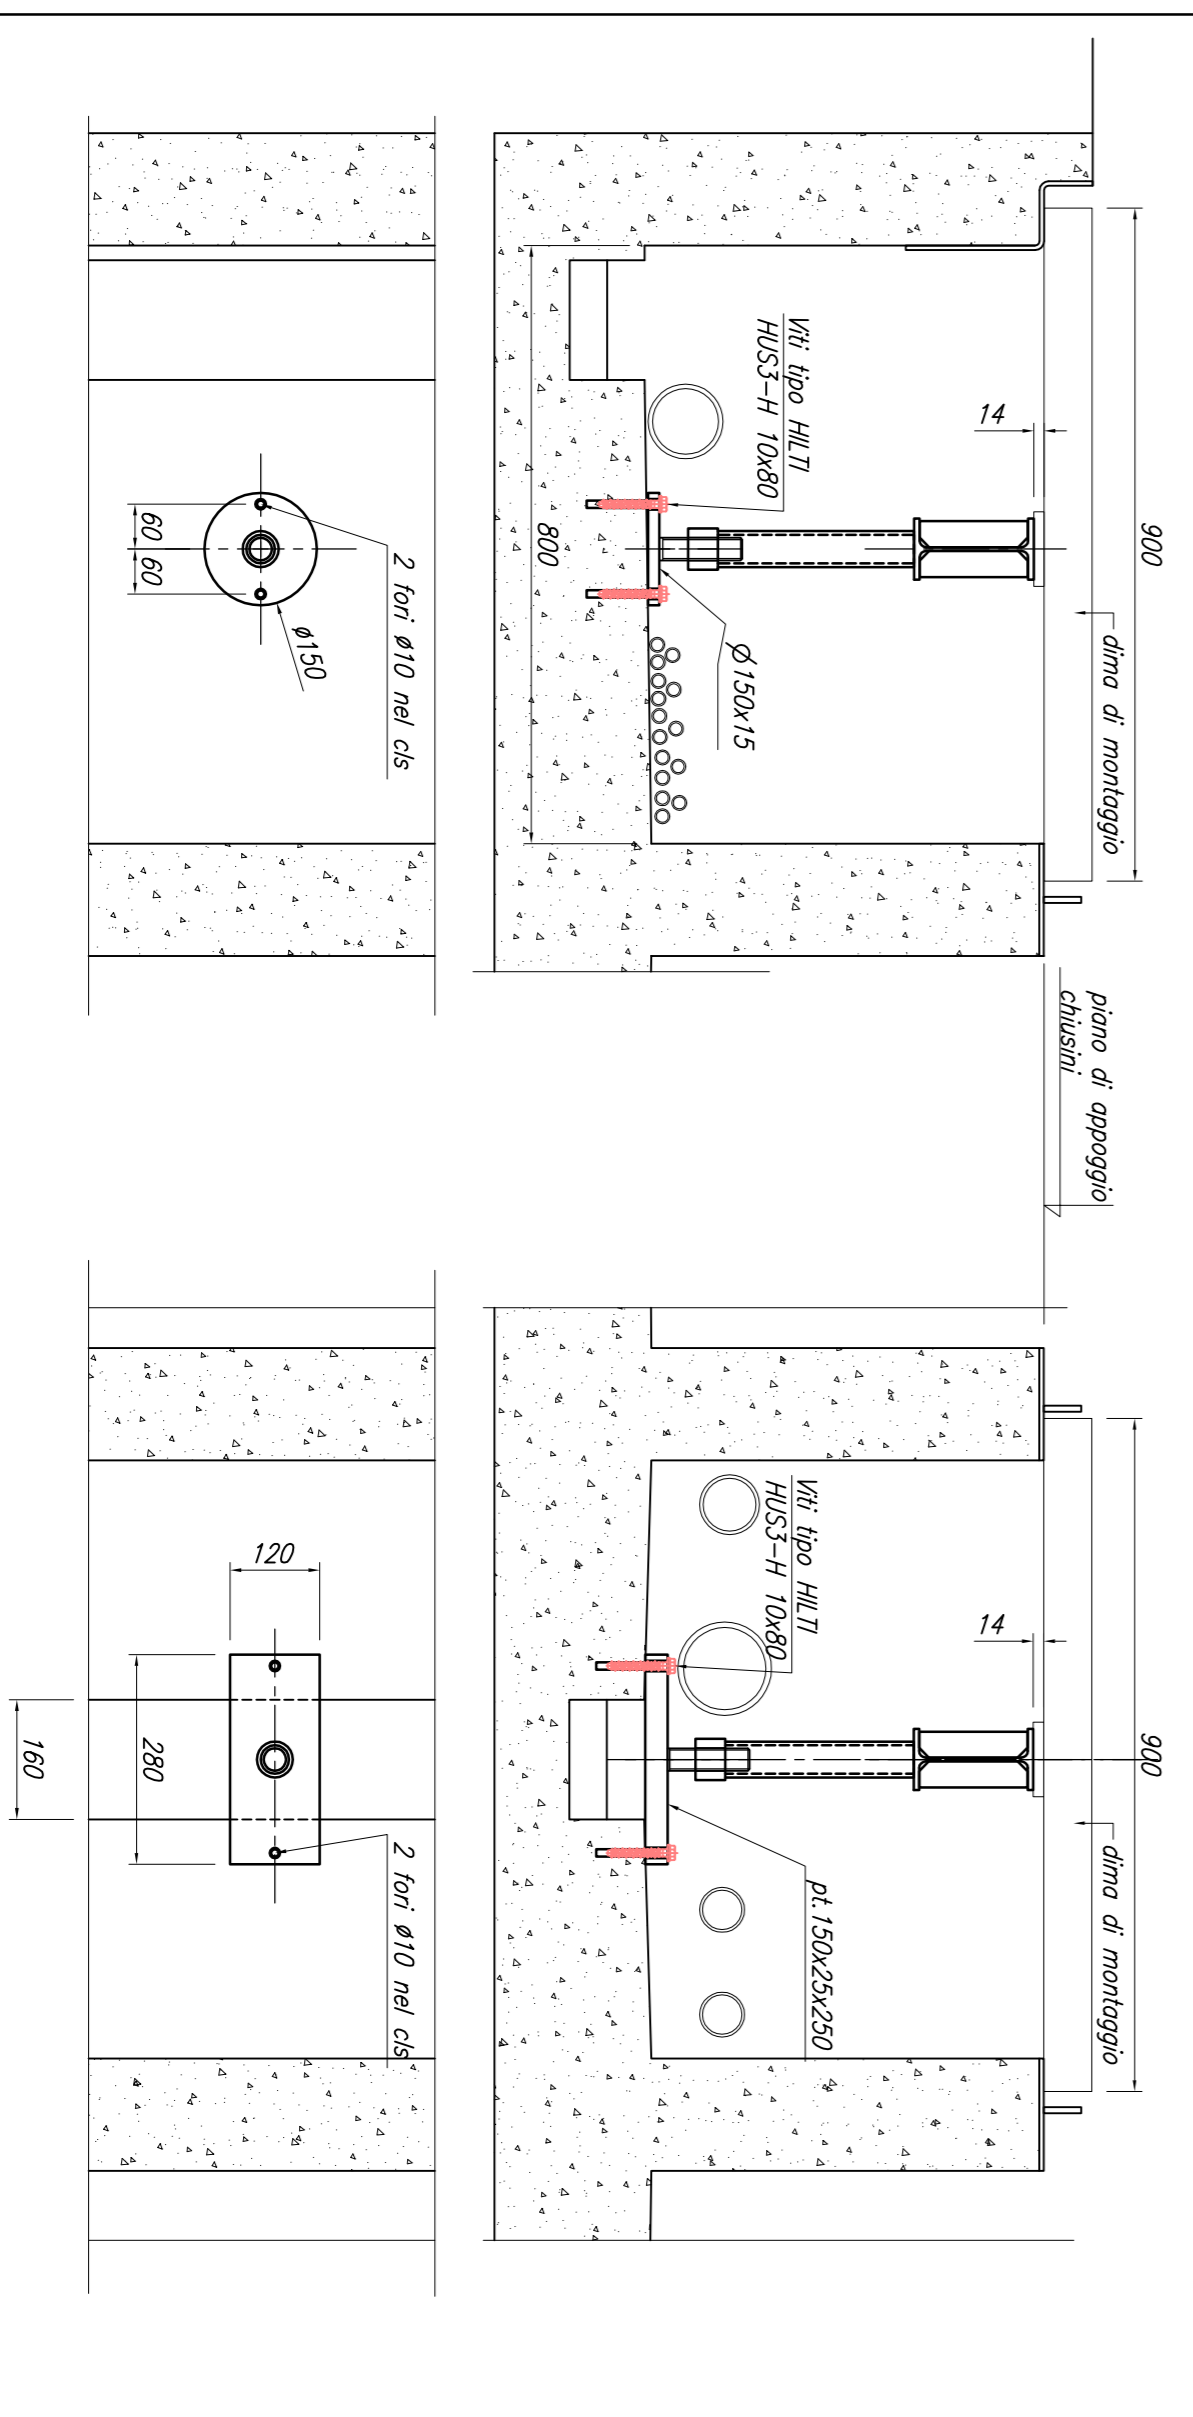 900
dima di montaggio
14
Viti tipo HILTI
HUS3-H 10x80
Ø150x15
800
piano di appoggio
chiusini
2 fori ø10 nel cls
ø150
60
60
900
dima di montaggio
14
Viti tipo HILTI
HUS3-H 10x80
pt.150x25x250
2 fori ø10 nel cls
120
280
160